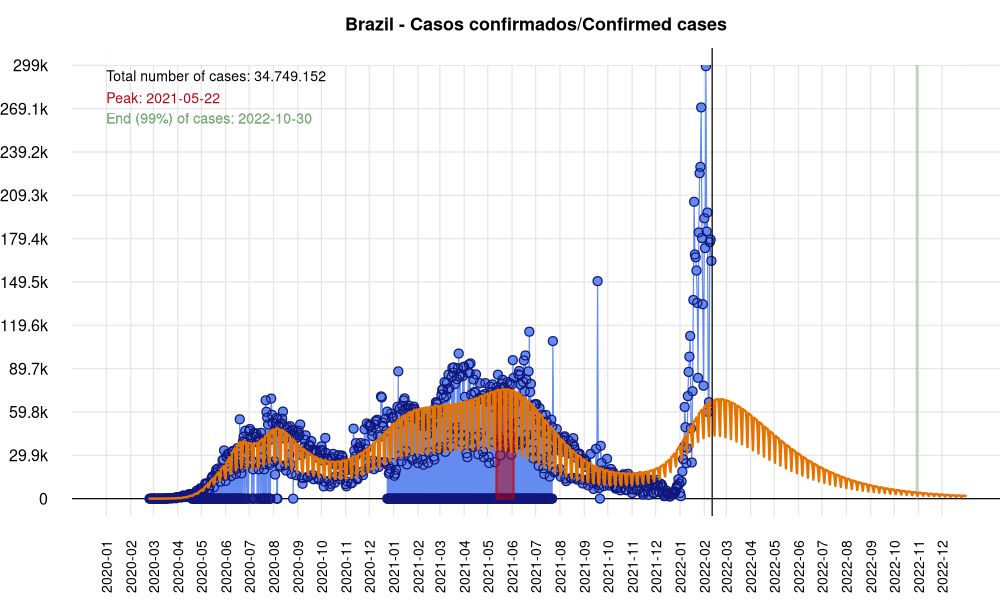 Brazil - Casos confirmados/Confirmed cases
299k
Total number of cases: 34.749.152
Peak: 2021-05-22
269.1k
End (99%) of cases: 2022-10-30
239.2k
209.3k
179.4k
149.5k
119.6k
89.7k
59.8k
29.9k
0
2020-01
2020-02
2020-03
2020-04
2020-05
2020-06
2020-07
2020-08
2020-09
2020-10
2020-11
2020-12
2021-01
2021-02
2021-03
2021-04
2021-05
2021-06
2021-07
2021-08
2021-09
2021-10
2021-11
2021-12
2022-01
2022-02
2022-03
2022-04
2022-05
2022-06
2022-07
2022-08
2022-09
2022-10
2022-11
2022-12